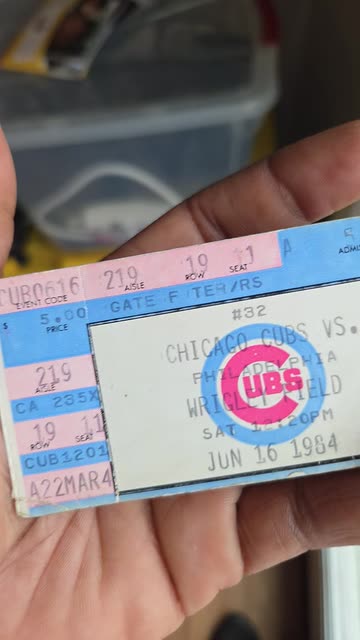 CUB0616 219 19 11 A 5
EVENT CODE AISLE ROW SEAT ADMI
$ 5.00 GATE F TER/RS
PRICE
#32
CHICAGO CUBS VS.
219
AISLE
PHILADELPHIA
CUBS
CA 235X
WRIGLEY FIELD
19 11
ROW SEAT
SAT 12:20PM
CUB1201
JUN 16 1984
A22MAR4